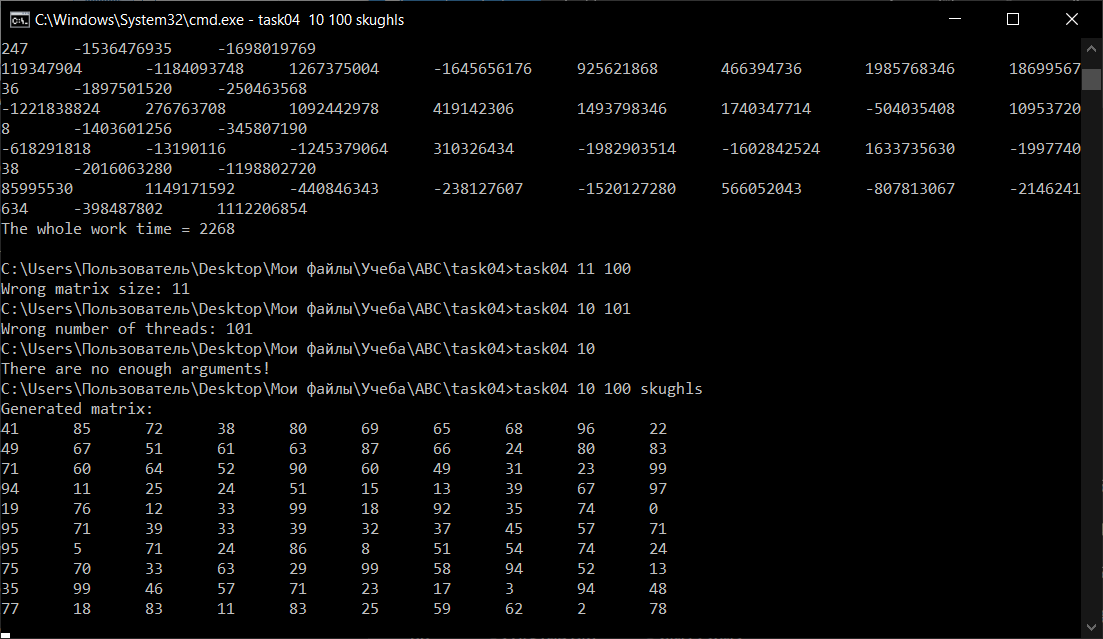 C:\Windows\System32\cmd.exe - task04  10 100 skughls
247     -1536476935     -1698019769
119347904       -1184093748     1267375004      -1645656176     925621868       466394736       1985768346      18699567
36      -1897501520     -250463568
-1221838824     276763708       1092442978      419142306       1493798346      1740347714      -504035408      10953720
8       -1403601256     -345807190
-618291818      -13190116       -1245379064     310326434       -1982903514     -1602842524     1633735630      -1997740
38      -2016063280     -1198802720
85995530        1149171592      -440846343      -238127607      -1520127280     566052043       -807813067      -2146241
634     -398487802      1112206854
The whole work time = 2268
C:\Users\Пользователь\Desktop\Мои файлы\Учеба\АВС\task04>task04 11 100
Wrong matrix size: 11
C:\Users\Пользователь\Desktop\Мои файлы\Учеба\АВС\task04>task04 10 101
Wrong number of threads: 101
C:\Users\Пользователь\Desktop\Мои файлы\Учеба\АВС\task04>task04 10
There are no enough arguments!
C:\Users\Пользователь\Desktop\Мои файлы\Учеба\АВС\task04>task04 10 100 skughls
Generated matrix:
41      85      72      38      80      69      65      68      96      22
49      67      51      61      63      87      66      24      80      83
71      60      64      52      90      60      49      31      23      99
94      11      25      24      51      15      13      39      67      97
19      76      12      33      99      18      92      35      74      0
95      71      39      33      39      32      37      45      57      71
95      5       71      24      86      8       51      54      74      24
75      70      33      63      29      99      58      94      52      13
35      99      46      57      71      23      17      3       94      48
77      18      83      11      83      25      59      62      2       78